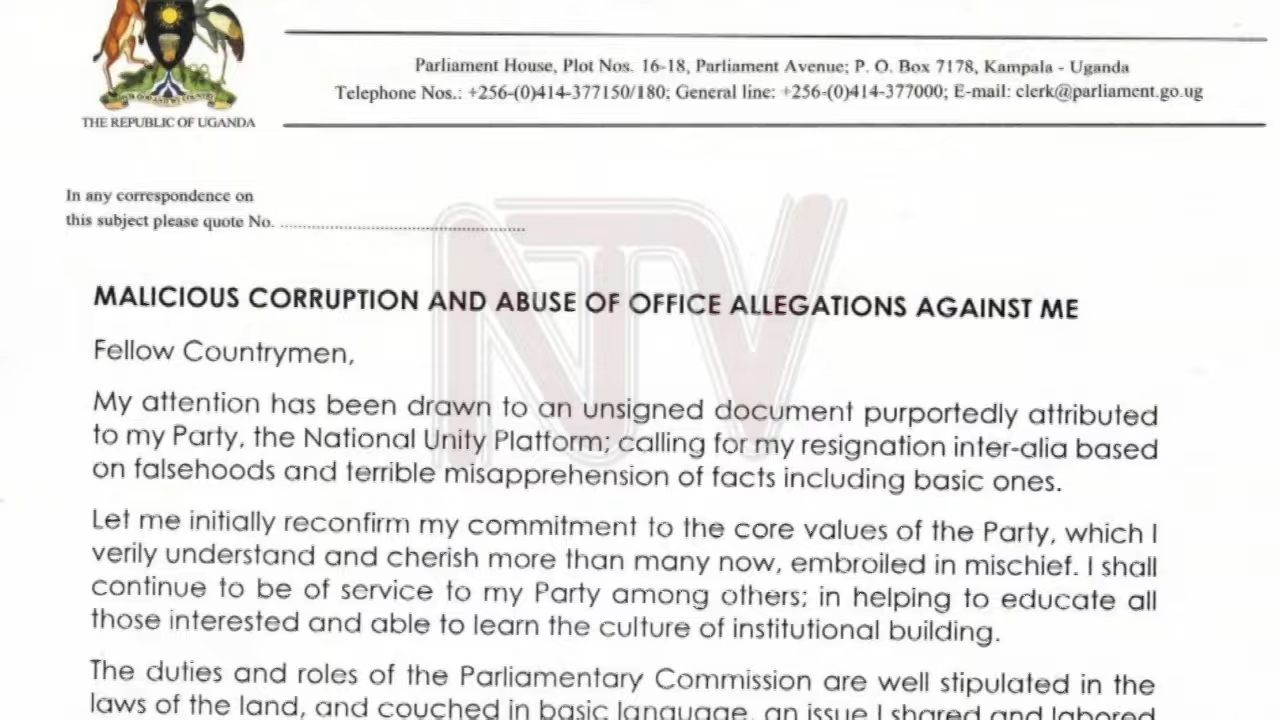 FOR GOD AND MY COUNTRY
THE REPUBLIC OF UGANDA
Parliament House, Plot Nos. 16-18, Parliament Avenue; P. O. Box 7178, Kampala - Uganda
Telephone Nos.: +256-(0)414-377150/180; General line: +256-(0)414-377000; E-mail: clerk@parliament.go.ug
In any correspondence on
this subject please quote No. ............................................................
NTV
MALICIOUS CORRUPTION AND ABUSE OF OFFICE ALLEGATIONS AGAINST ME
Fellow Countrymen,
My attention has been drawn to an unsigned document purportedly attributed
to my Party, the National Unity Platform; calling for my resignation inter-alia based
on falsehoods and terrible misapprehension of facts including basic ones.
Let me initially reconfirm my commitment to the core values of the Party, which I
verily understand and cherish more than many now, embroiled in mischief. I shall
continue to be of service to my Party among others; in helping to educate all
those interested and able to learn the culture of institutional building.
The duties and roles of the Parliamentary Commission are well stipulated in the
laws of the land, and couched in basic language, an issue I shared and labored